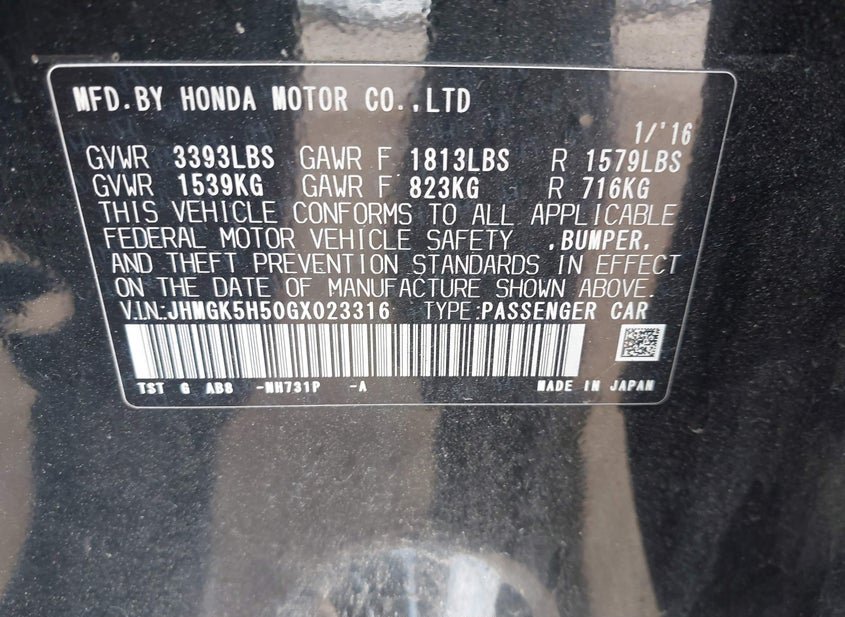 MFD.BY HONDA MOTOR CO.,LTD
1/'16
GVWR 3393LBS GAWR F 1813LBS R 1579LBS
GVWR 1539KG GAWR F 823KG R 716KG
THIS VEHICLE CONFORMS TO ALL APPLICABLE
FEDERAL MOTOR VEHICLE SAFETY ,BUMPER,
AND THEFT PREVENTION STANDARDS IN EFFECT
ON THE DATE OF MANUFACTURE SHOWN ABOVE.
V.I.N:JHMGK5H50GX023316 TYPE:PASSENGER CAR
TST G AB8 -NH731P -A MADE IN JAPAN